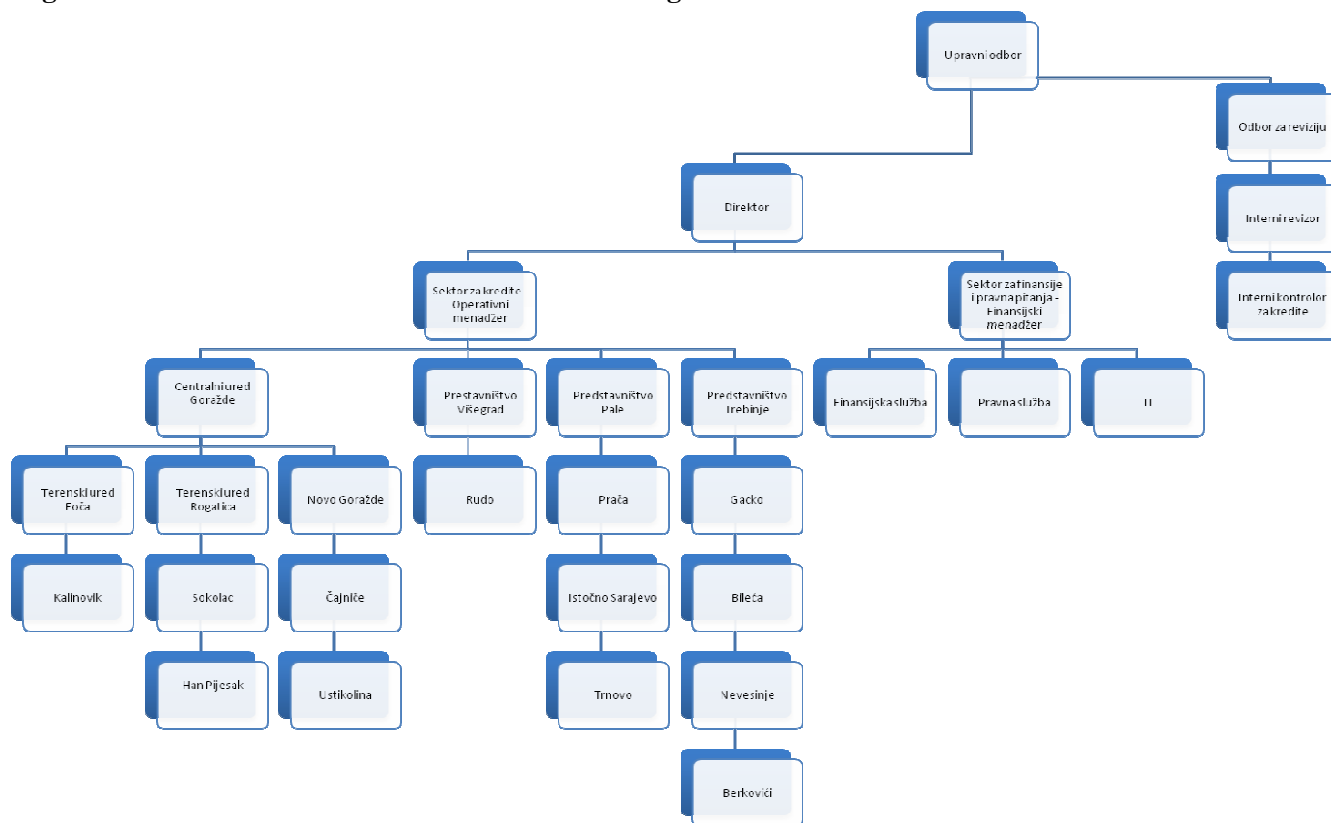 Upravni odbor
Odbor za reviziju
Direktor
Interni revizor
Sektor za kredite
Operativni
menadžer
Sektor za finansije
i pravna pitanja -
Finansijski
menadžer
Interni kontrolor
za kredite
Centralni ured
Goražde
Prestavništvo
Višegrad
Predstavništvo
Pale
Predstavništvo
Trebinje
Finansijska služba
Pravna služba
IT
Terenski ured
Foča
Terenski ured
Rogatica
Novo Goražde
Rudo
Prača
Gacko
Kalinovik
Sokolac
Čajniče
Istočno Sarajevo
Bileća
Han Pijesak
Ustikolina
Trnovo
Nevesinje
Berkovići